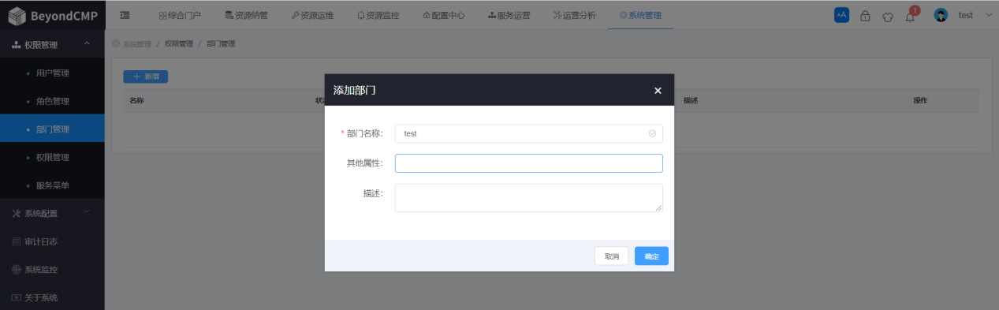 BeyondCMP 综合门户 资源纳管 资源运维 资源监控 配置中心 服务运营 运营分析 系统管理 AA 1 test
权限管理
系统管理 / 权限管理 / 部门管理
用户管理
角色管理
部门管理
权限管理
服务菜单
系统配置
审计日志
系统监控
关于系统
+ 新增
名称 描述 操作
添加部门 ×
* 部门名称: test
其他属性:
描述:
取消 确定